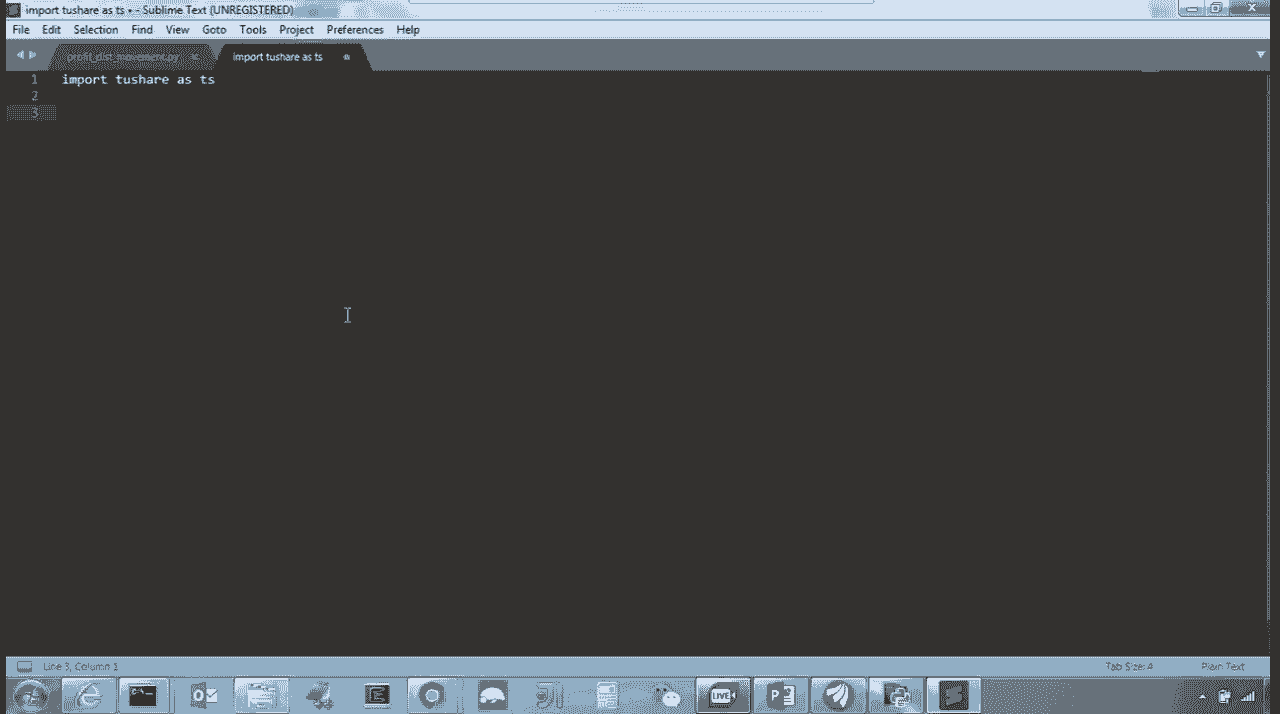 import tushare as ts • - Sublime Text (UNREGISTERED)
File Edit Selection Find View Goto Tools Project Preferences Help
profit_dist_movement.py import tushare as ts
1 import tushare as ts
2
3
Line 3, Column 1 Tab Size: 4 Plain Text
LIVE